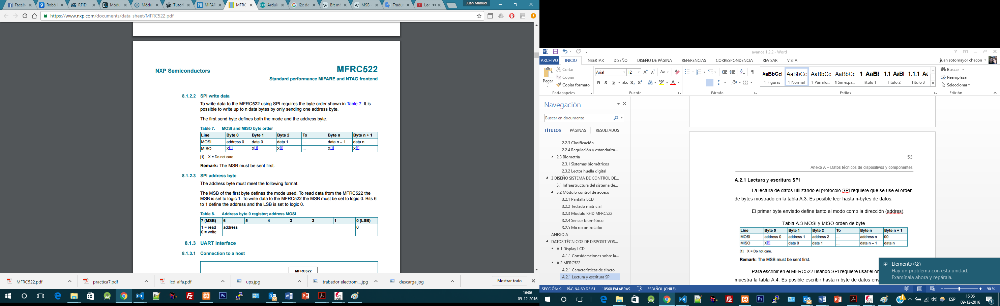 Faceb
Robó
RFID: 
Módu
Módu
Tutori
MIFAR
MFRC
Arduin
i2c de
Bit má
MSB -
Tradu
Lec
Juan Manuel
https://www.nxp.com/documents/data_sheet/MFRC522.pdf
NXP Semiconductors
MFRC522
Standard performance MIFARE and NTAG frontend
8.1.2.2 SPI write data
To write data to the MFRC522 using SPI requires the byte order shown in Table 7. It is
possible to write up to n data bytes by only sending one address byte.
The first send byte defines both the mode and the address byte.
Table 7. MOSI and MISO byte order
Line Byte 0 Byte 1 Byte 2 To Byte n Byte n + 1
MOSI address 0 data 0 data 1 ... data n − 1 data n
MISO X[1] X[1] X[1] ... X[1] X[1]
[1] X = Do not care.
Remark: The MSB must be sent first.
8.1.2.3 SPI address byte
The address byte must meet the following format.
The MSB of the first byte defines the mode used. To read data from the MFRC522 the
MSB is set to logic 1. To write data to the MFRC522 the MSB must be set to logic 0. Bits 6
to 1 define the address and the LSB is set to logic 0.
Table 8. Address byte 0 register; address MOSI
7 (MSB) 6 5 4 3 2 1 0 (LSB)
1 = read address 0
0 = write
8.1.3 UART interface
8.1.3.1 Connection to a host
MFRC522
MFRC522.pdf
practica7.pdf
lcd_alfa.pdf
ups.jpg
trabador electrom....jpg
descarga.jpg
Mostrar todo
16:06
09-12-2016
avance 1.2.2 - Word
ARCHIVO INICIO INSERTAR DISEÑO DISEÑO DE PÁGINA REFERENCIAS CORRESPONDENCIA REVISAR VISTA
juan sotomayor chacon
Pegar
Cortar
Copiar
Copiar formato
Portapapeles
Arial 12
N K S abc x₂ x²
Fuente
Párrafo
AaBbCcI AaBbCc AaBbCc AaBbCc 1 AaBb 1.1 AaBl 1.1.1 Aa
¶ Figuras ¶ Normal ¶ Párrafo... ¶ Sin espa... Título 1 Título 2 Título 3
Estilos
Buscar
Reemplazar
Seleccionar
Edición
Navegación
Buscar en documento
TÍTULOS PÁGINAS RESULTADOS
2.2.3 Clasificación
2.2.4 Regulación y estandariza...
2.3 Biometría
2.3.1 Sistemas biométricos
2.3.2 Lector huella digital
3 DISEÑO SISTEMA DE CONTROL DE...
3.1 Infraestructura del sistema de...
3.2 Módulo control de acceso
3.2.1 Pantalla LCD
3.2.2 Teclado matricial
3.2.3 Módulo RFID MFRC522
3.2.4 Sensor biométrico
3.2.5 Microcontrolador
ANEXO A
DATOS TÉCNICOS DE DISPOSITIVOS...
A.1 Display LCD
A.1.1 Consideraciones sobre la...
A.2 MFRC522
A.2.1 Características de sincro...
A.2.1 Lectura y escritura SPI
53
Anexo A – Datos técnicos de dispositivos y componentes
A.2.1 Lectura y escritura SPI
La lectura de datos utilizando el protocolo SPi requiere que se use el orden
de bytes mostrado en la tabla A.3. Es posible leer hasta n-bytes de datos.
El primer byte enviado define tanto el modo como la dirección (addres).
Tabla A.3 MOSI y MISO orden de byte
Line Byte 0 Byte 1 Byte 2 To Byte n Byte n + 1
MOSI address 0 address 1 address 2 ... address n 00
MISO X[1] data 0 data 1 ... data n − 1 data n
[1] X = Do not care.
Remark: The MSB must be sent first.
Para escribir en el MFRC522 usando SPI requiere usar el or
muestra la tabla A.4. Es posible escribir hasta n byte de datos env
Elements (G:)
Hay un problema con esta unidad.
Examínala ahora y repárala.
SECCIÓN: 9 PÁGINA 60 DE 61 10560 PALABRAS ESPAÑOL (CHILE)
90 %
ESP
16:06
09-12-2016